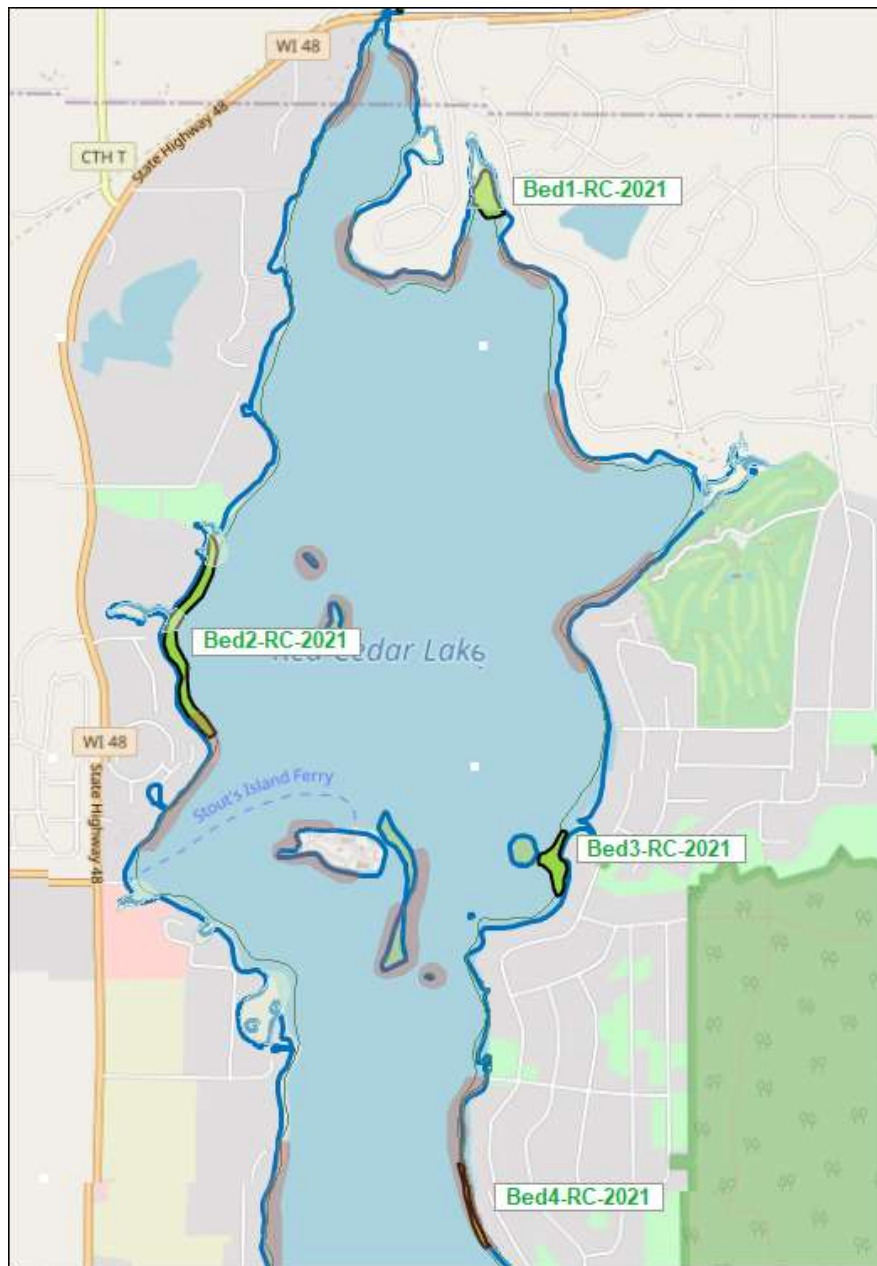 WI 48
State Highway 48
CTH T
Bed1-RC-2021
Bed2-RC-2021
Red Cedar Lake
WI 48
State Highway 48
Stout's Island Ferry
Bed3-RC-2021
Bed4-RC-2021